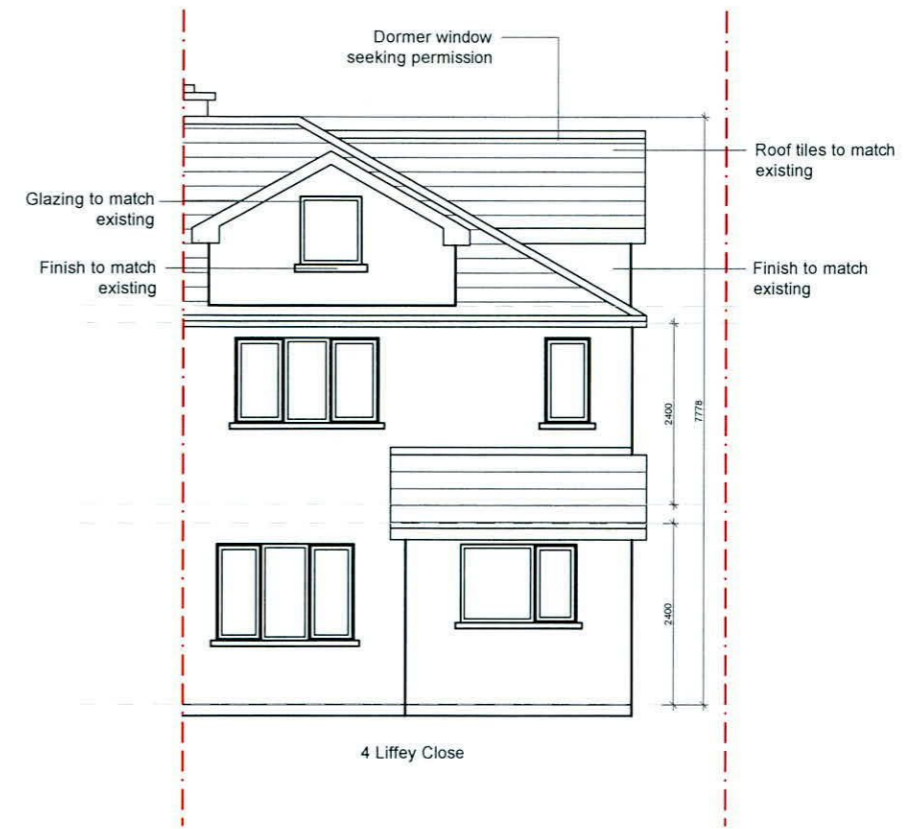 Dormer window
seeking permission
Roof tiles to match
existing
Glazing to match
existing
Finish to match
existing
Finish to match
existing
2400
7778
2400
4 Liffey Close